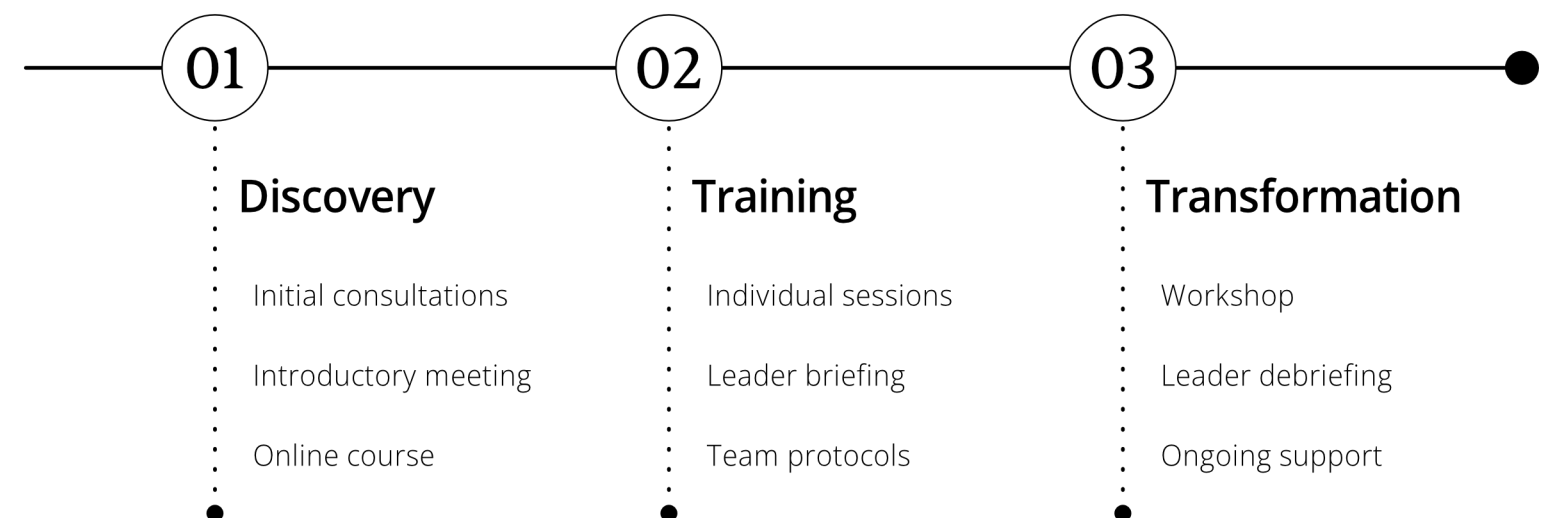 01
Discovery
Initial consultations
Introductory meeting
Online course
02
Training
Individual sessions
Leader briefing
Team protocols
03
Transformation
Workshop
Leader debriefing
Ongoing support